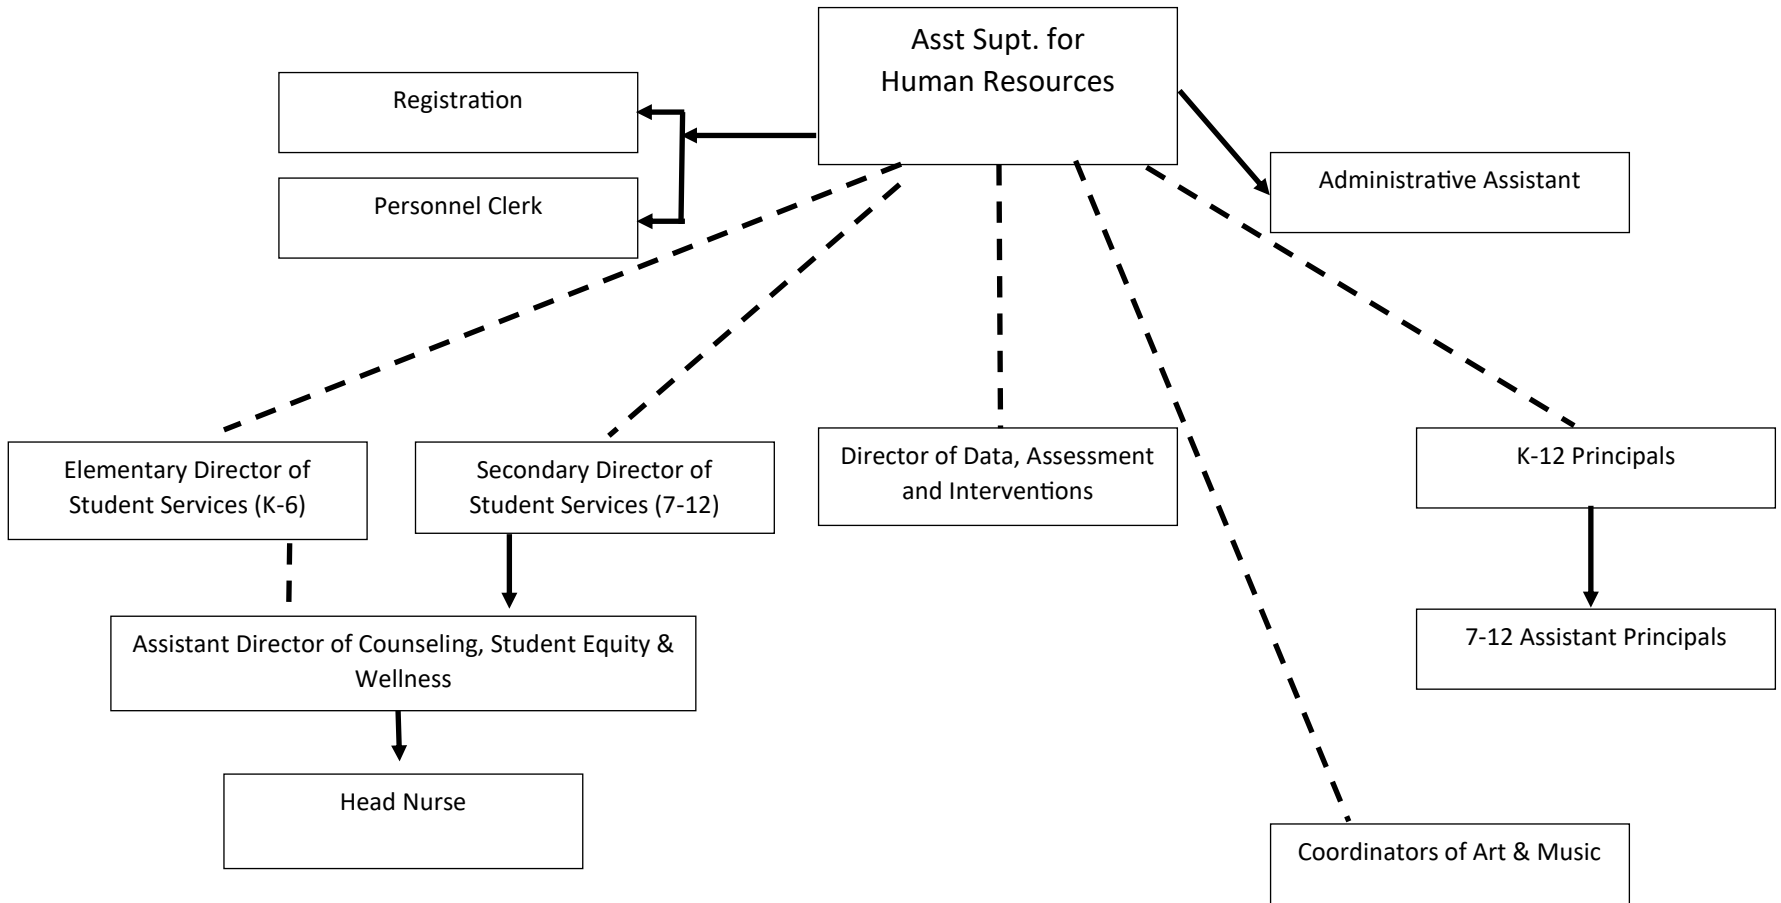 Asst Supt. for
Human Resources
Registration
Personnel Clerk
Administrative Assistant
Elementary Director of
Student Services (K-6)
Secondary Director of
Student Services (7-12)
Director of Data, Assessment
and Interventions
K-12 Principals
Assistant Director of Counseling, Student Equity &
Wellness
7-12 Assistant Principals
Head Nurse
Coordinators of Art & Music